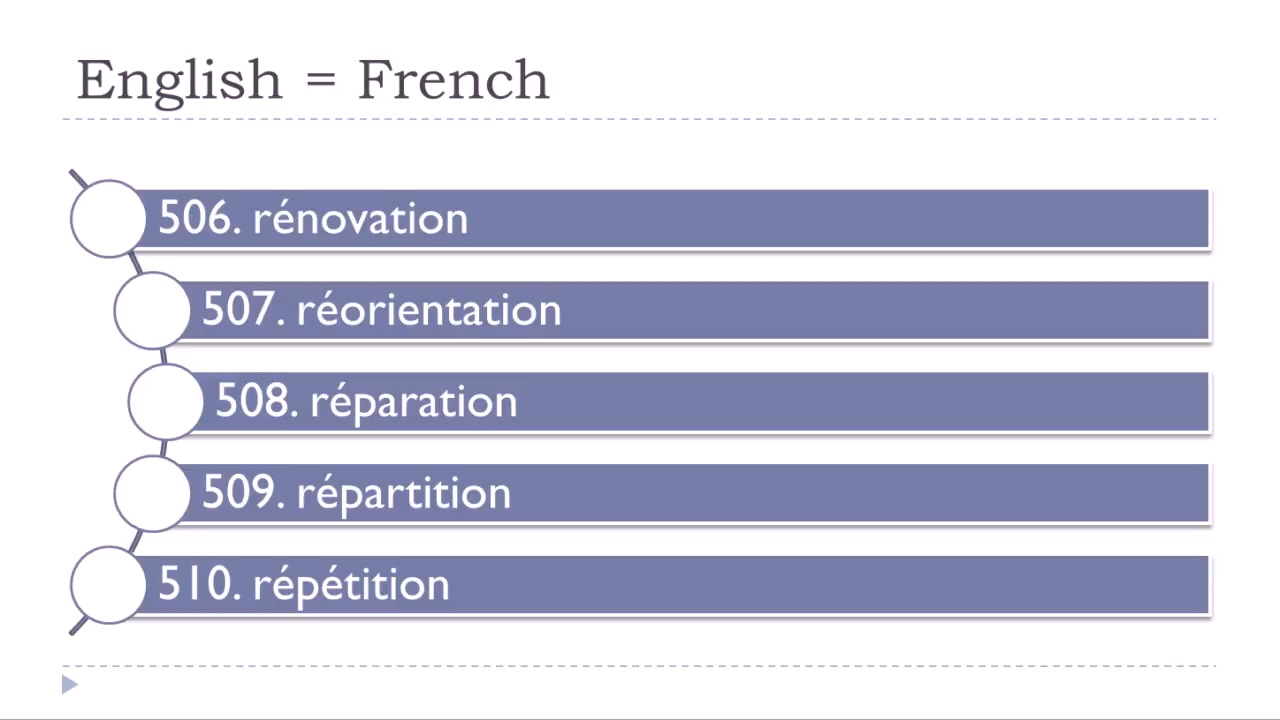 English = French
506. rénovation
507. réorientation
508. réparation
509. répartition
510. répétition